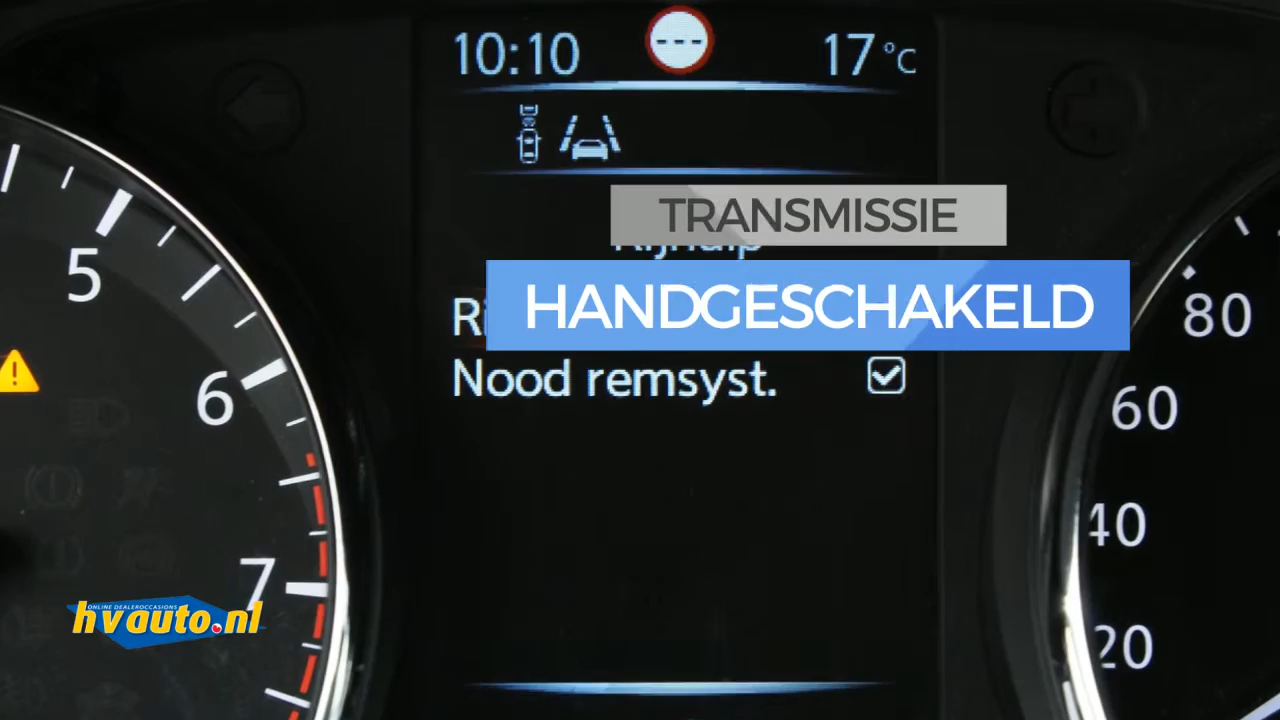 10:10
17 °C
TRANSMISSIE
HANDGESCHAKELD
Nood remsyst.
5
6
7
80
60
40
20
ONLINE DEALEROCCASIONS
hvauto.nl